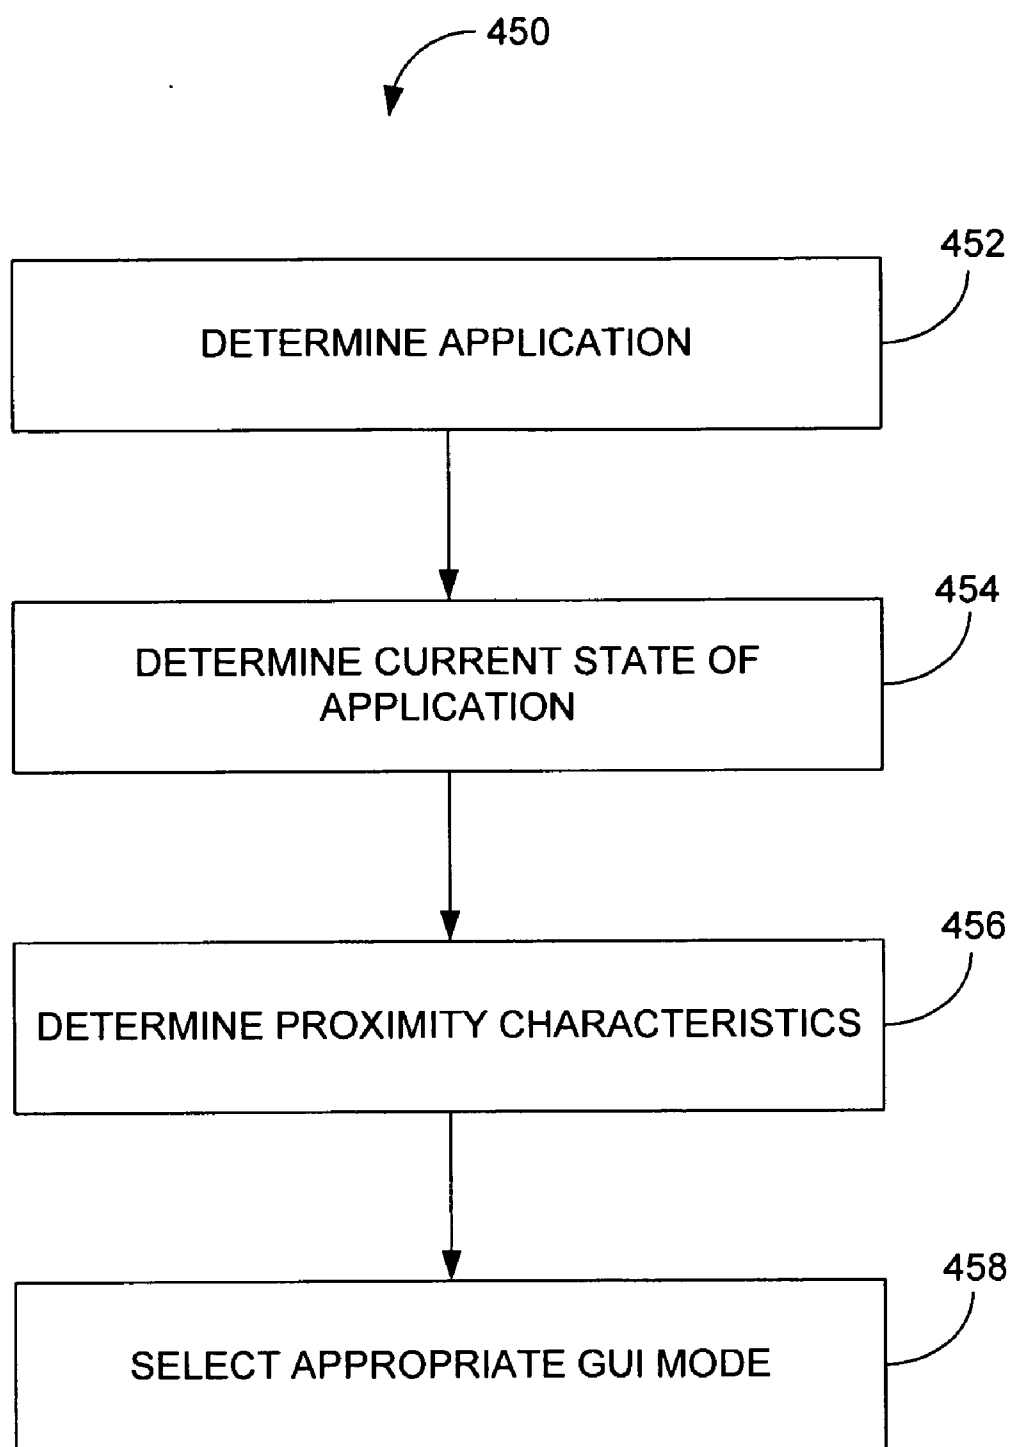 450
452
DETERMINE APPLICATION
454
DETERMINE CURRENT STATE OF
APPLICATION
456
DETERMINE PROXIMITY CHARACTERISTICS
458
SELECT APPROPRIATE GUI MODE